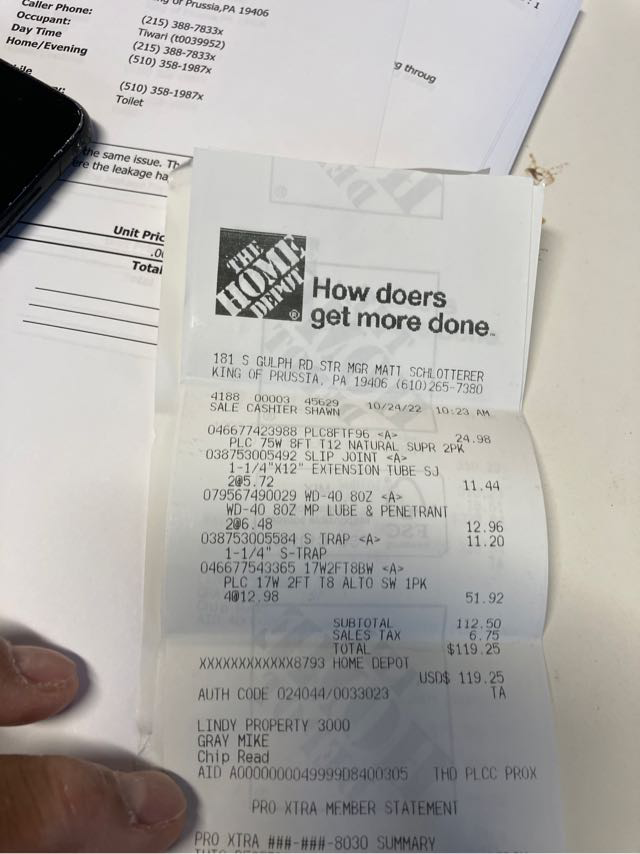 : 1
Caller Phone:
g of Prussia, PA 19406
Occupant:
(215) 388-7833x
Day Time
Tiwari (t0039952)
Home/Evening
(215) 388-7833x
(510) 358-1987x
g throug
(510) 358-1987x
Toilet
the same issue. Th
re the leakage ha
Unit Pric
Total
THE HOME DEPOT
How doers
get more done.
181 S GULPH RD STR MGR MATT SCHLOTTERER
KING OF PRUSSIA, PA 19406 (610)265-7380
4188 00003 45629 10/24/22 10:23 AM
SALE CASHIER SHAWN
046677423988 PLC8FTF96 <A> 24.98
PLC 75W 8FT T12 NATURAL SUPR 2PK
038753005492 SLIP JOINT <A>
1-1/4"X12" EXTENSION TUBE SJ
2@5.72 11.44
079567490029 WD-40 8OZ <A>
WD-40 8OZ MP LUBE & PENETRANT
2@6.48 12.96
038753005584 S TRAP <A> 11.20
1-1/4" S-TRAP
046677543365 17W2FT8BW <A>
PLC 17W 2FT T8 ALTO SW 1PK
4@12.98 51.92
SUBTOTAL 112.50
SALES TAX 6.75
TOTAL $119.25
XXXXXXXXXXXX8793 HOME DEPOT
USD$ 119.25
AUTH CODE 024044/0033023 TA
LINDY PROPERTY 3000
GRAY MIKE
Chip Read
AID A0000000049999D8400305 THD PLCC PROX
PRO XTRA MEMBER STATEMENT
PRO XTRA ###-###-8030 SUMMARY